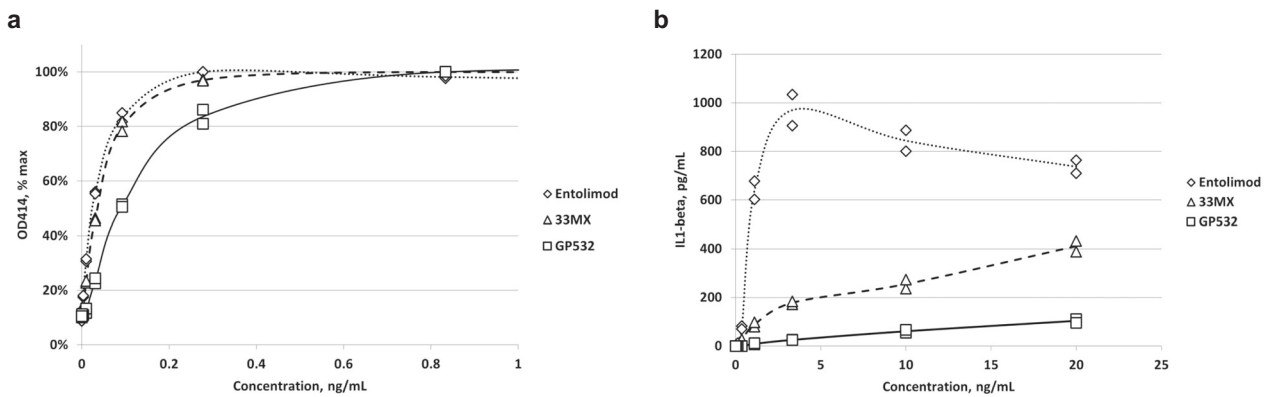 a
OD414, % max
100%
80%
60%
40%
20%
0%
0
0.2
0.4
0.6
0.8
1
Concentration, ng/mL
Entolimod
33MX
GP532
b
IL1-beta, pg/mL
1200
1000
800
600
400
200
0
0
5
10
15
20
25
Concentration, ng/mL
Entolimod
33MX
GP532